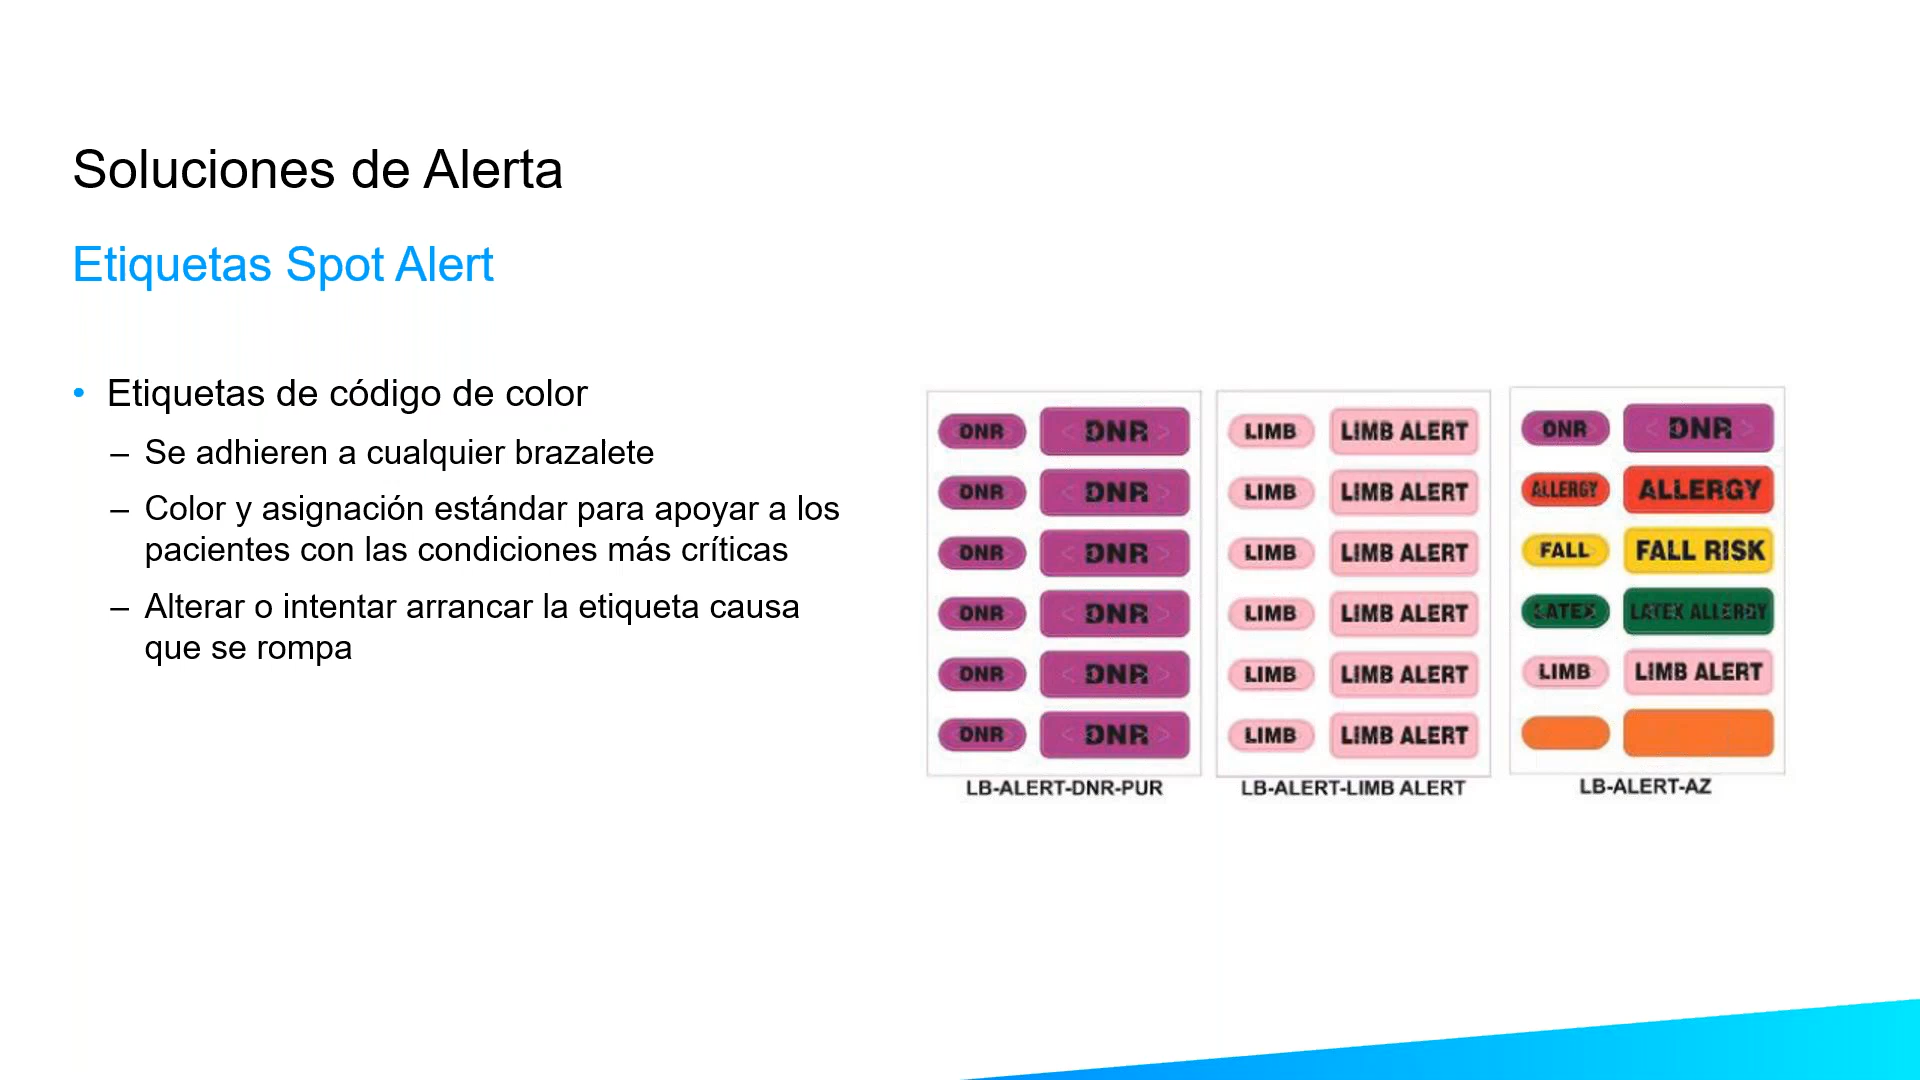 Soluciones de Alerta
Etiquetas Spot Alert
• Etiquetas de código de color
– Se adhieren a cualquier brazalete
– Color y asignación estándar para apoyar a los
pacientes con las condiciones más críticas
– Alterar o intentar arrancar la etiqueta causa
que se rompa
DNR < DNR >
DNR < DNR >
DNR < DNR >
DNR < DNR >
DNR < DNR >
DNR < DNR >
LB-ALERT-DNR-PUR
LIMB LIMB ALERT
LIMB LIMB ALERT
LIMB LIMB ALERT
LIMB LIMB ALERT
LIMB LIMB ALERT
LIMB LIMB ALERT
LB-ALERT-LIMB ALERT
DNR < DNR >
ALLERGY ALLERGY
FALL FALL RISK
LATEX LATEX ALLERGY
LIMB LIMB ALERT
LB-ALERT-AZ